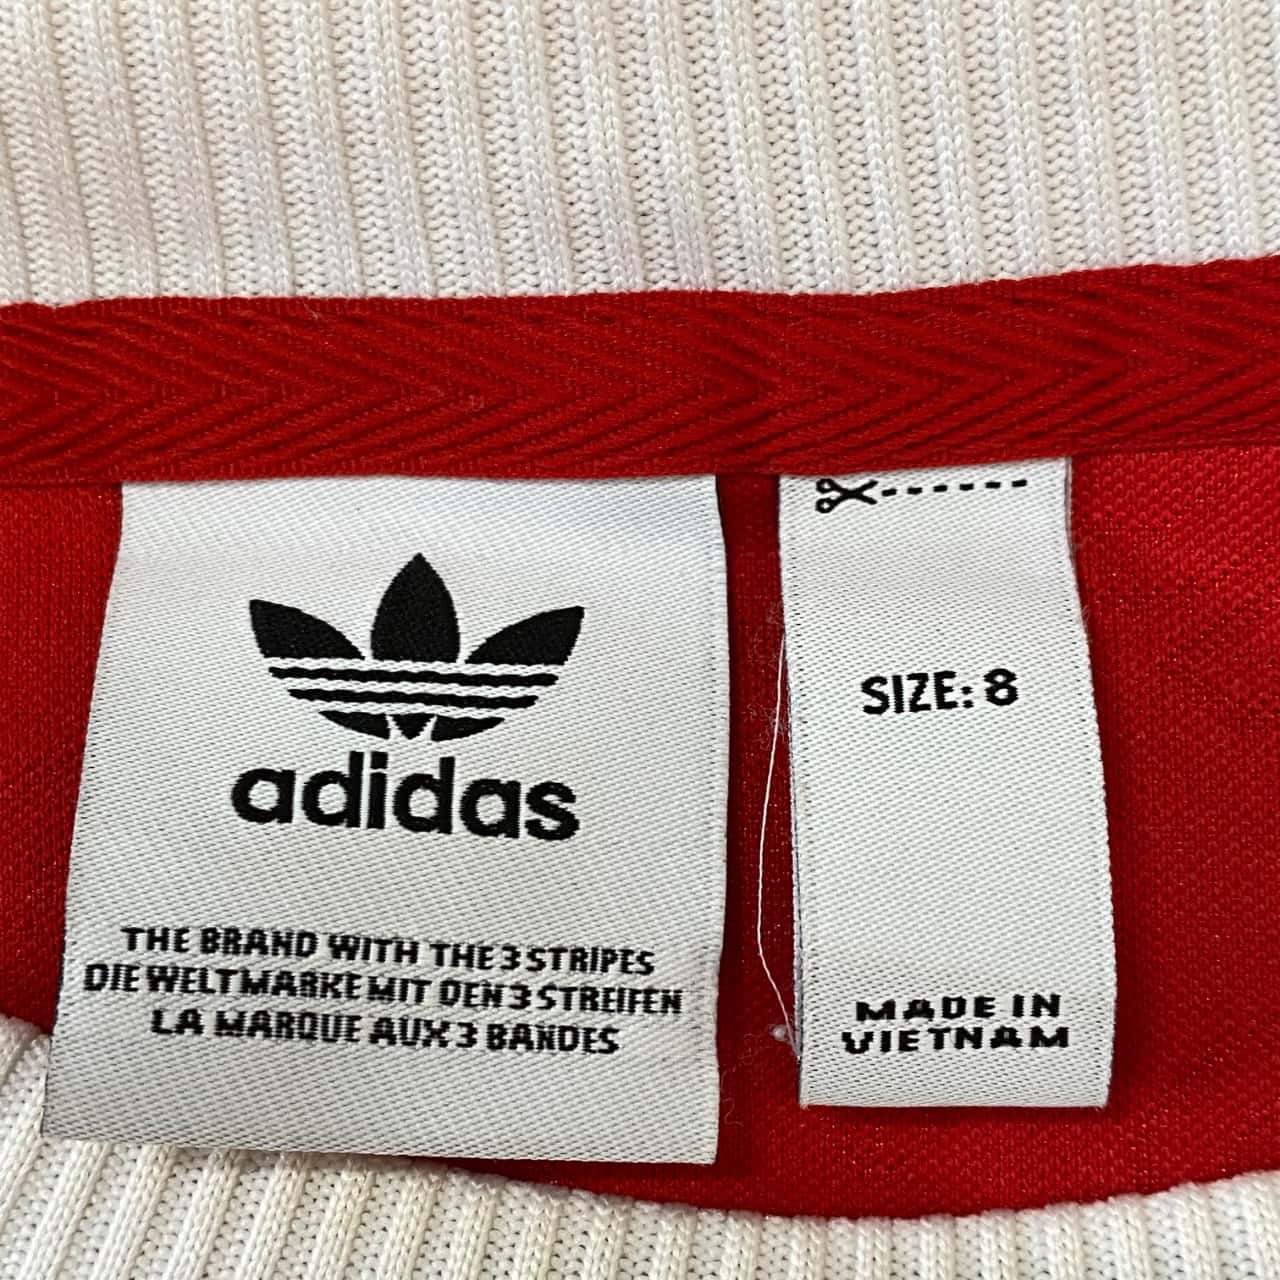 adidas
THE BRAND WITH THE 3 STRIPES
DIE WELTMARKE MIT DEN 3 STREIFEN
LA MARQUE AUX 3 BANDES
SIZE: 8
MADE IN
VIETNAM